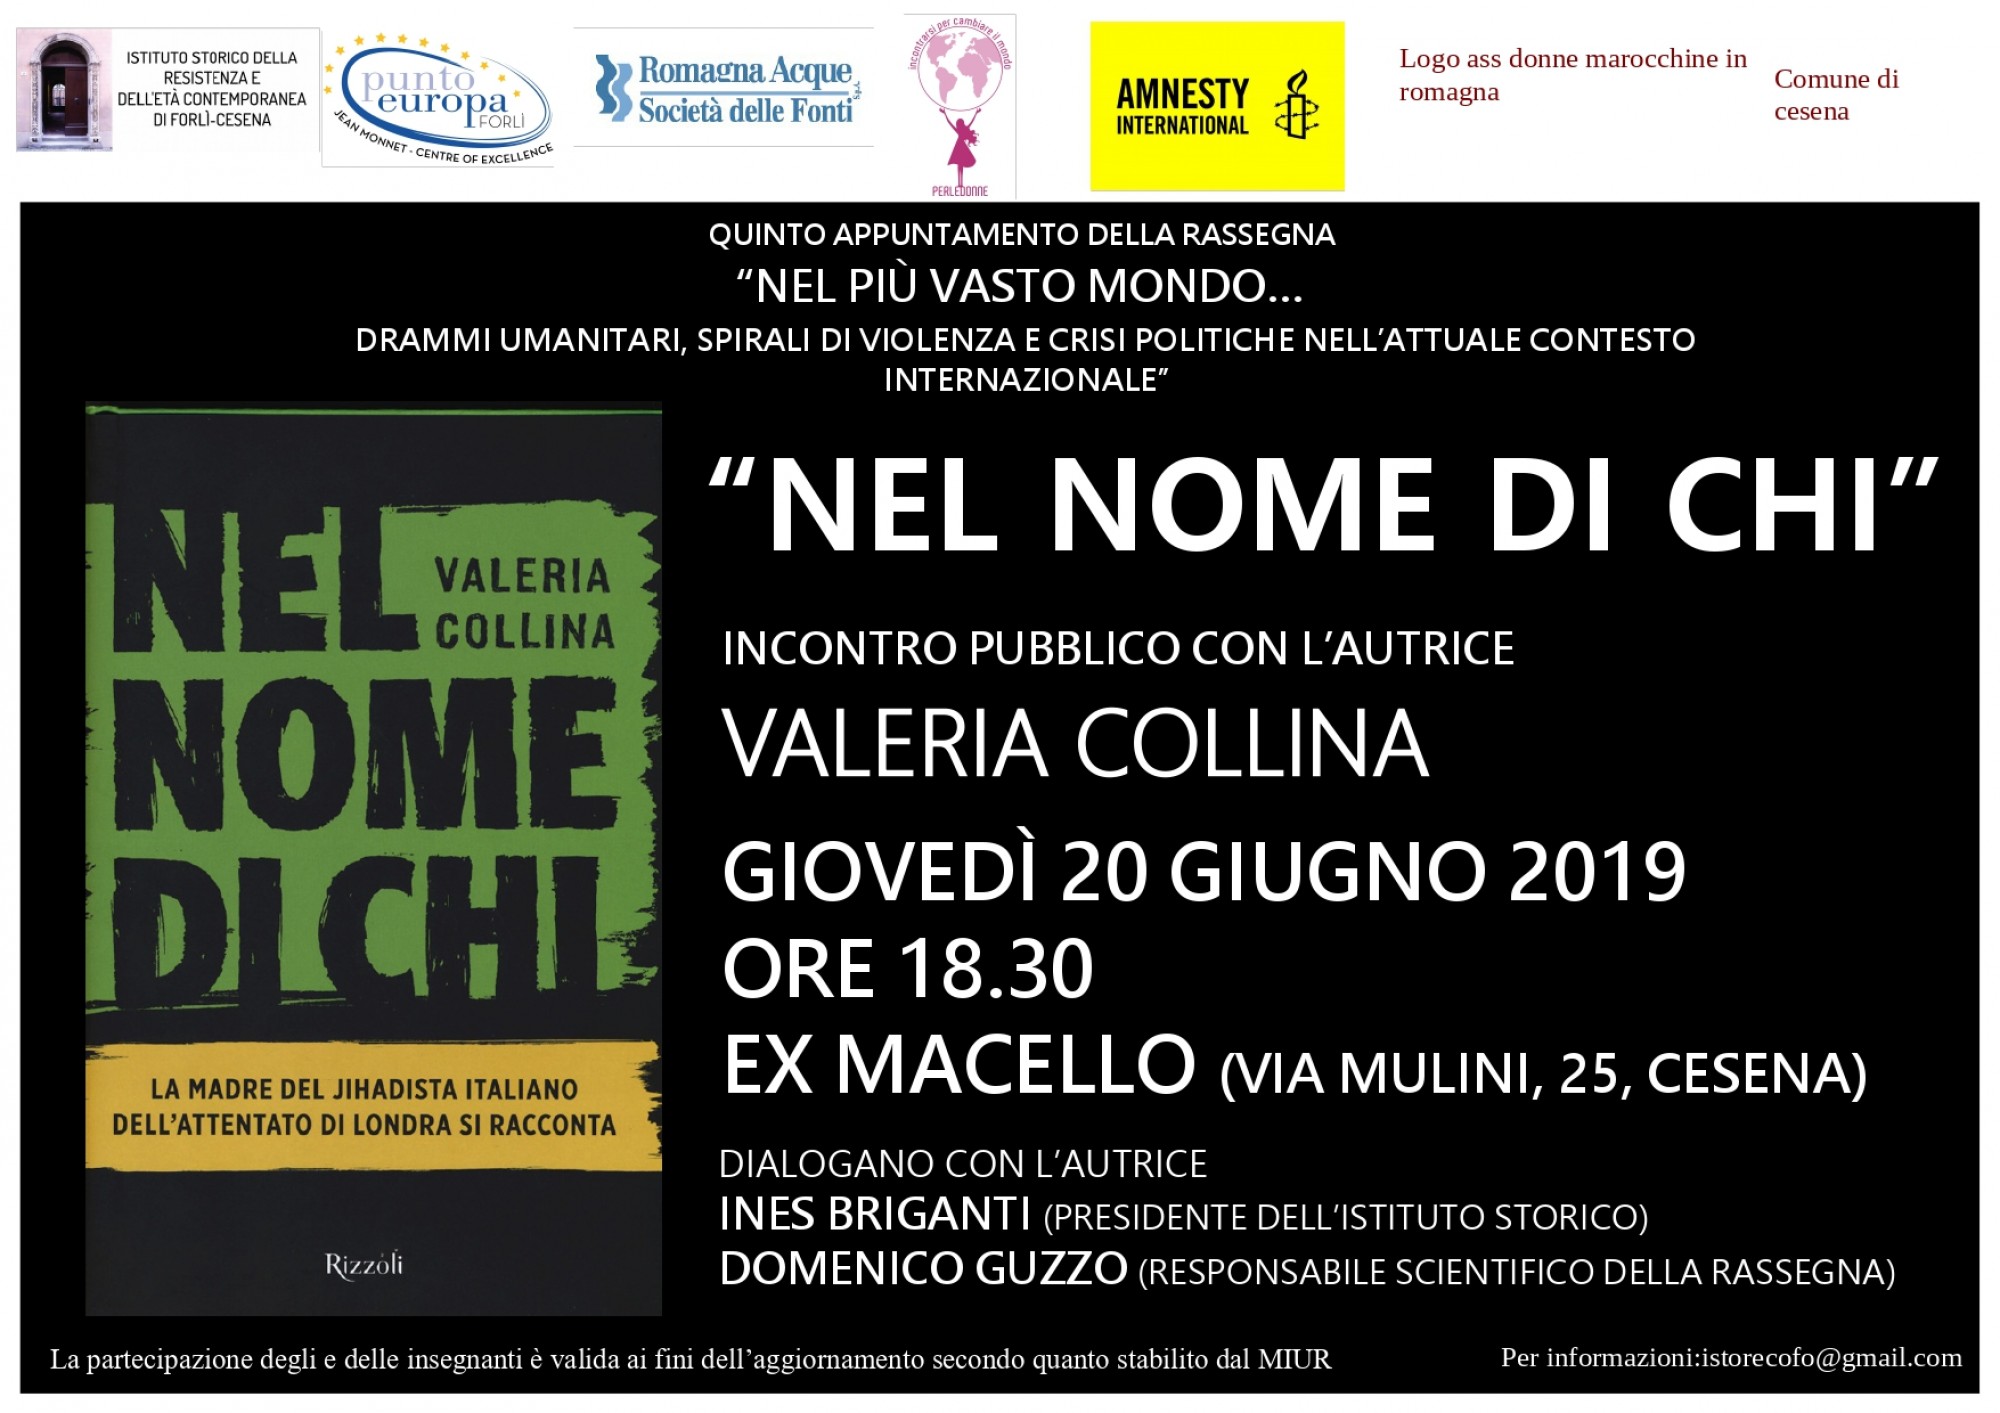 ISTITUTO STORICO DELLA
RESISTENZA E
DELL'ETÀ CONTEMPORANEA
DI FORLÌ-CESENA
punto
europa
FORLÌ
JEAN MONNET - CENTRE OF EXCELLENCE
Romagna Acque
Società delle Fonti
S.p.A.
incontrarsi per cambiare il mondo
PERLEDONNE
AMNESTY
INTERNATIONAL
Logo ass donne marocchine in
romagna
Comune di
cesena
QUINTO APPUNTAMENTO DELLA RASSEGNA
“NEL PIÙ VASTO MONDO...
DRAMMI UMANITARI, SPIRALI DI VIOLENZA E CRISI POLITICHE NELL’ATTUALE CONTESTO
INTERNAZIONALE”
NEL
VALERIA
COLLINA
NOME
DI CHI
LA MADRE DEL JIHADISTA ITALIANO
DELL’ATTENTATO DI LONDRA SI RACCONTA
Rizzoli
“NEL NOME DI CHI”
INCONTRO PUBBLICO CON L’AUTRICE
VALERIA COLLINA
GIOVEDÌ 20 GIUGNO 2019
ORE 18.30
EX MACELLO (VIA MULINI, 25, CESENA)
DIALOGANO CON L’AUTRICE
INES BRIGANTI (PRESIDENTE DELL’ISTITUTO STORICO)
DOMENICO GUZZO (RESPONSABILE SCIENTIFICO DELLA RASSEGNA)
La partecipazione degli e delle insegnanti è valida ai fini dell’aggiornamento secondo quanto stabilito dal MIUR
Per informazioni:istorecofo@gmail.com